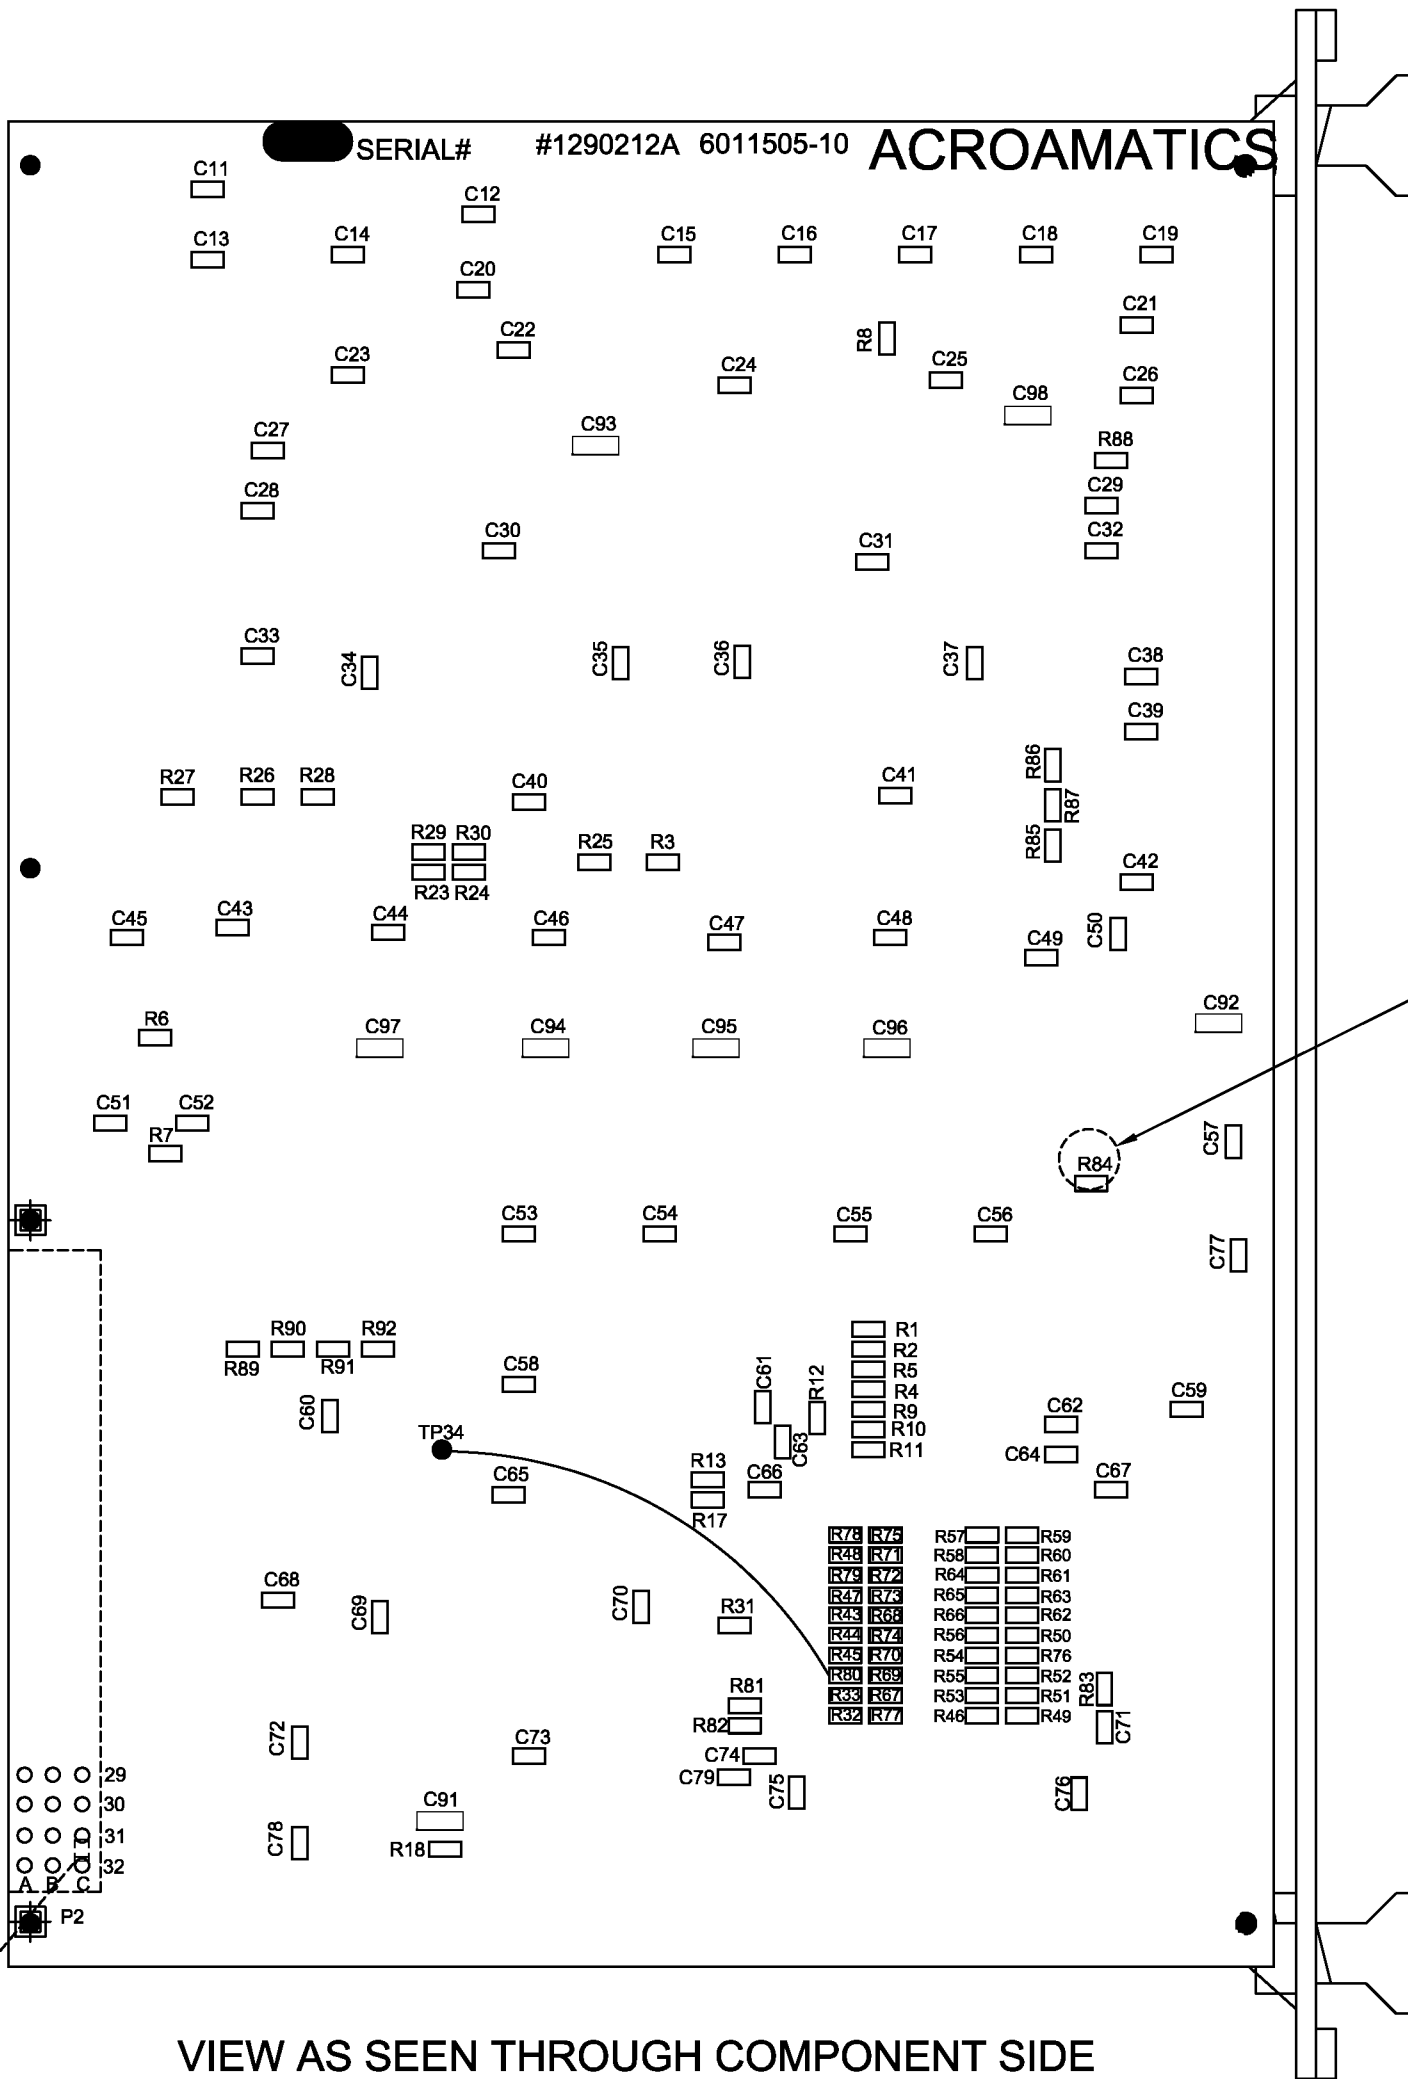 SERIAL# #1290212A 6011505-10 ACROAMATICS
C11
C12
C13 C14 C15 C16 C17 C18 C19
C20
C21
C22
R8
C23 C24 C25 C26
C98
C27 C93
R88
C28 C29
C30 C31 C32
C33 C34 C35 C36 C37 C38
C39
R86
R27 R26 R28 C40 C41
R87
R29 R30 R25 R3 R85
C42
R23 R24
C45 C43 C44 C46 C47 C48 C49 C50
C92
R6 C97 C94 C95 C96
C51 C52
R7 C57
R84
C53 C54 C55 C56
C77
R90 R92 R1
R89 R91 R2
C58 C61 R12 R5
R4
C60 R9 C62 C59
TP34 R10
C63 R11 C64
R13 C66 C67
C65
R17
R78 R75 R57 R59
R48 R71 R58 R60
R79 R72 R64 R61
C68 R47 R73 R65 R63
C69 C70 R31 R43 R68 R66 R62
R44 R74 R56 R50
R45 R70 R54 R76
R80 R69 R55 R52
R81 R33 R67 R53 R51 R83
R82 R32 R77 R46 R49 C71
C72 C73 C74
29 C79 C75 C76
30
C91
31 C78 R18
32
A B C
P2
VIEW AS SEEN THROUGH COMPONENT SIDE